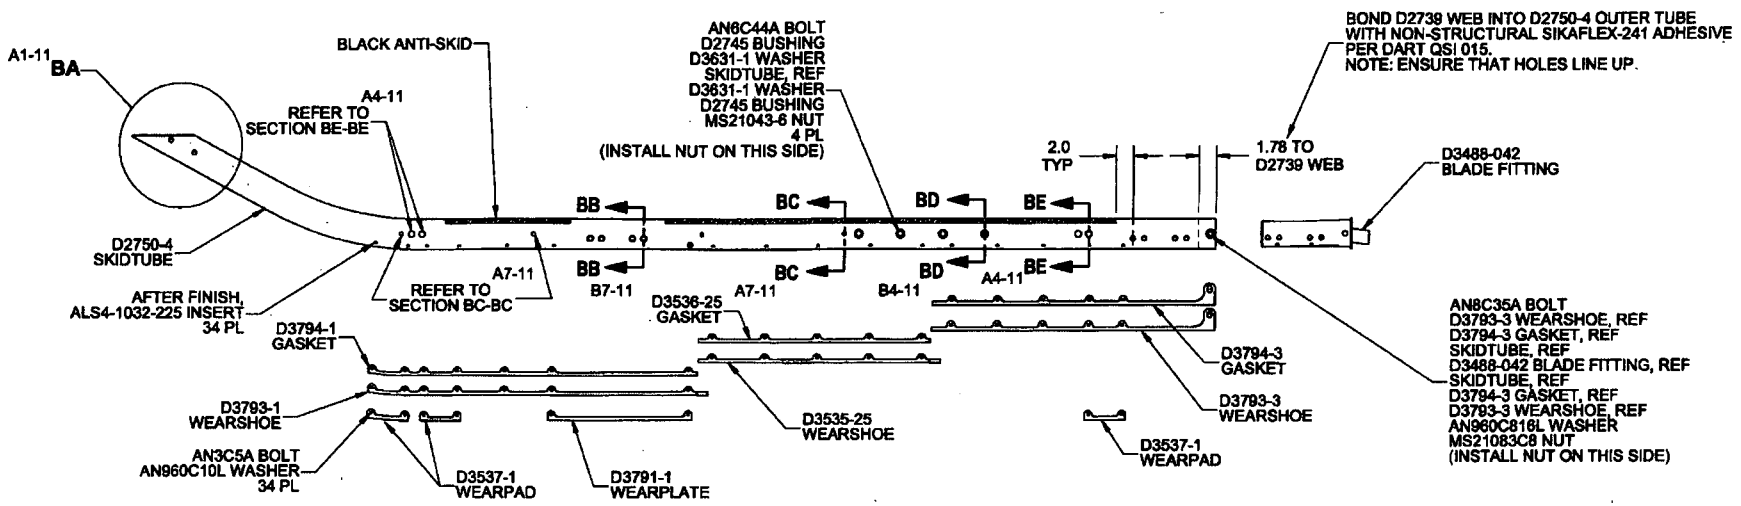 A1-11
BA
BLACK ANTI-SKID
A4-11
REFER TO
SECTION BE-BE
AN6C44A BOLT
D2745 BUSHING
D3631-1 WASHER
SKIDTUBE, REF
D3631-1 WASHER
D2745 BUSHING
MS21043-6 NUT
4 PL
(INSTALL NUT ON THIS SIDE)
BOND D2739 WEB INTO D2750-4 OUTER TUBE
WITH NON-STRUCTURAL SIKAFLEX-241 ADHESIVE
PER DART QSI 015.
NOTE: ENSURE THAT HOLES LINE UP.
2.0
TYP
1.78 TO
D2739 WEB
D3488-042
BLADE FITTING
BB
BC
BD
BE
D2750-4
SKIDTUBE
BB
BC
BD
BE
A7-11
REFER TO
SECTION BC-BC
B7-11
A7-11
B4-11
A4-11
AFTER FINISH,
ALS4-1032-225 INSERT
34 PL
D3794-1
GASKET
D3536-25
GASKET
D3794-3
GASKET
D3793-3
WEARSHOE
AN8C35A BOLT
D3793-3 WEARSHOE, REF
D3794-3 GASKET, REF
SKIDTUBE, REF
D3488-042 BLADE FITTING, REF
SKIDTUBE, REF
D3794-3 GASKET, REF
D3793-3 WEARSHOE, REF
AN960C816L WASHER
MS21083C8 NUT
(INSTALL NUT ON THIS SIDE)
D3793-1
WEARSHOE
D3535-25
WEARSHOE
AN3C5A BOLT
AN960C10L WASHER
34 PL
D3537-1
WEARPAD
D3791-1
WEARPLATE
D3537-1
WEARPAD